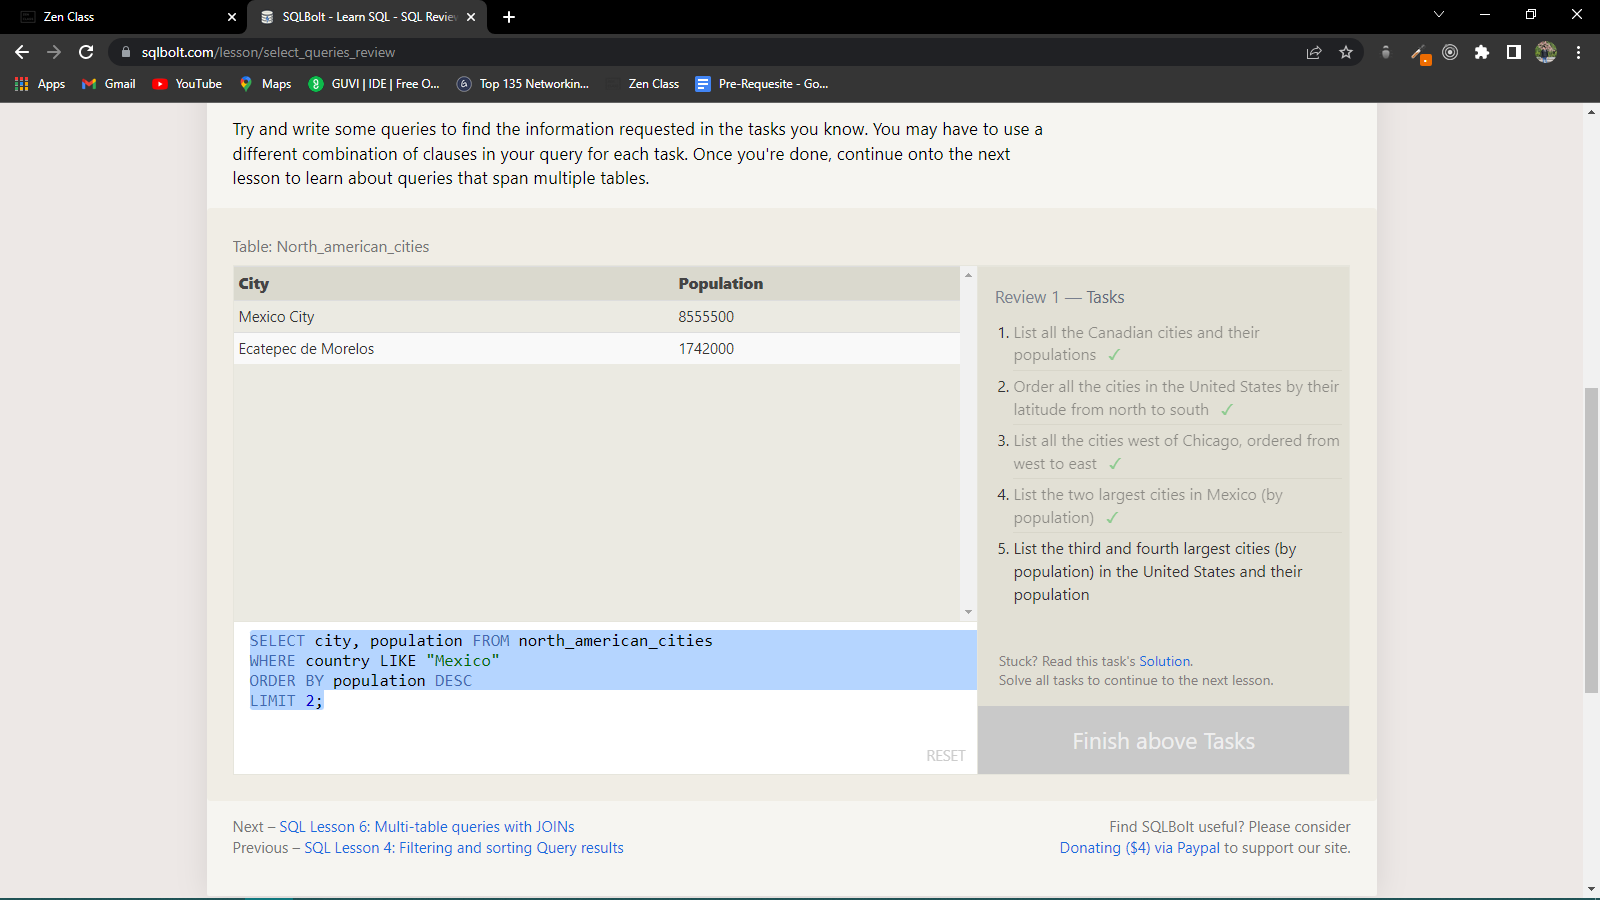 Zen Class
SQLBolt - Learn SQL - SQL Revie
sqlbolt.com/lesson/select_queries_review
Apps
Gmail
YouTube
Maps
GUVI | IDE | Free O...
Top 135 Networkin...
Zen Class
Pre-Requesite - Go...
Try and write some queries to find the information requested in the tasks you know. You may have to use a
different combination of clauses in your query for each task. Once you're done, continue onto the next
lesson to learn about queries that span multiple tables.
Table: North_american_cities
City Population
Mexico City 8555500
Ecatepec de Morelos 1742000
SELECT city, population FROM north_american_cities
WHERE country LIKE "Mexico"
ORDER BY population DESC
LIMIT 2;
RESET
Review 1 — Tasks
1. List all the Canadian cities and their
populations ✓
2. Order all the cities in the United States by their
latitude from north to south ✓
3. List all the cities west of Chicago, ordered from
west to east ✓
4. List the two largest cities in Mexico (by
population) ✓
5. List the third and fourth largest cities (by
population) in the United States and their
population
Stuck? Read this task's Solution.
Solve all tasks to continue to the next lesson.
Finish above Tasks
Next – SQL Lesson 6: Multi-table queries with JOINs
Previous – SQL Lesson 4: Filtering and sorting Query results
Find SQLBolt useful? Please consider
Donating ($4) via Paypal to support our site.